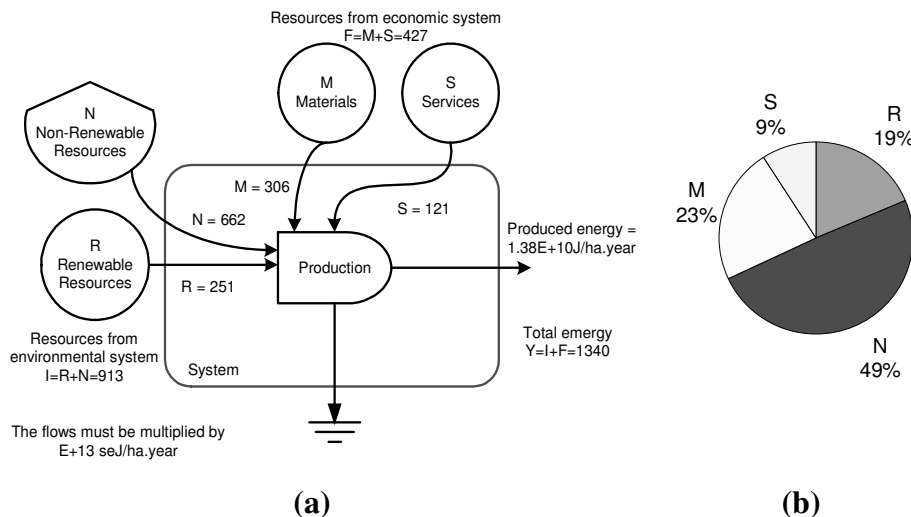 Resources from economic system
F=M+S=427
M
Materials
S
Services
N
Non-Renewable
Resources
M = 306
S = 121
N = 662
R
Renewable
Resources
R = 251
Production
Produced energy =
1.38E+10J/ha.year
Resources from
environmental system
I=R+N=913
System
Total emergy
Y=I+F=1340
The flows must be multiplied by
E+13 seJ/ha.year
(a)
S
9%
R
19%
M
23%
N
49%
(b)